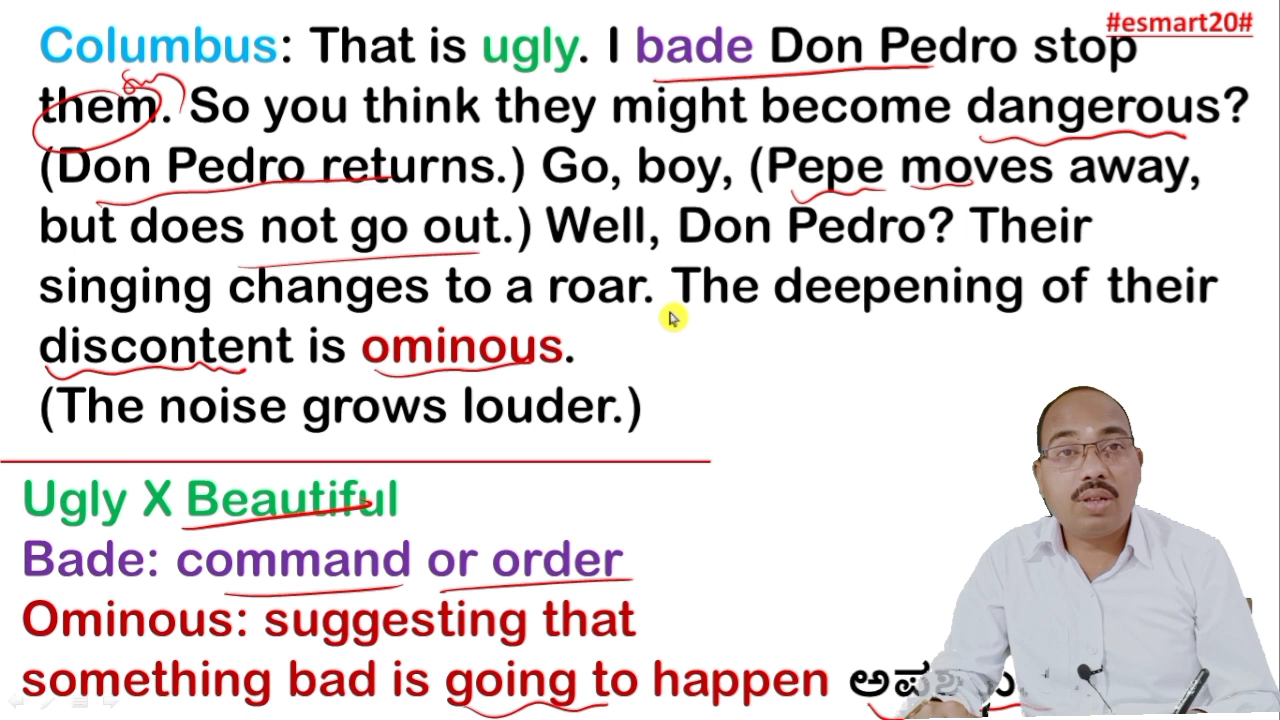 #esmart20#
Columbus: That is ugly. I bade Don Pedro stop
them. So you think they might become dangerous?
(Don Pedro returns.) Go, boy, (Pepe moves away,
but does not go out.) Well, Don Pedro? Their
singing changes to a roar. The deepening of their
discontent is ominous.
(The noise grows louder.)
Ugly X Beautiful
Bade: command or order
Ominous: suggesting that
something bad is going to happen